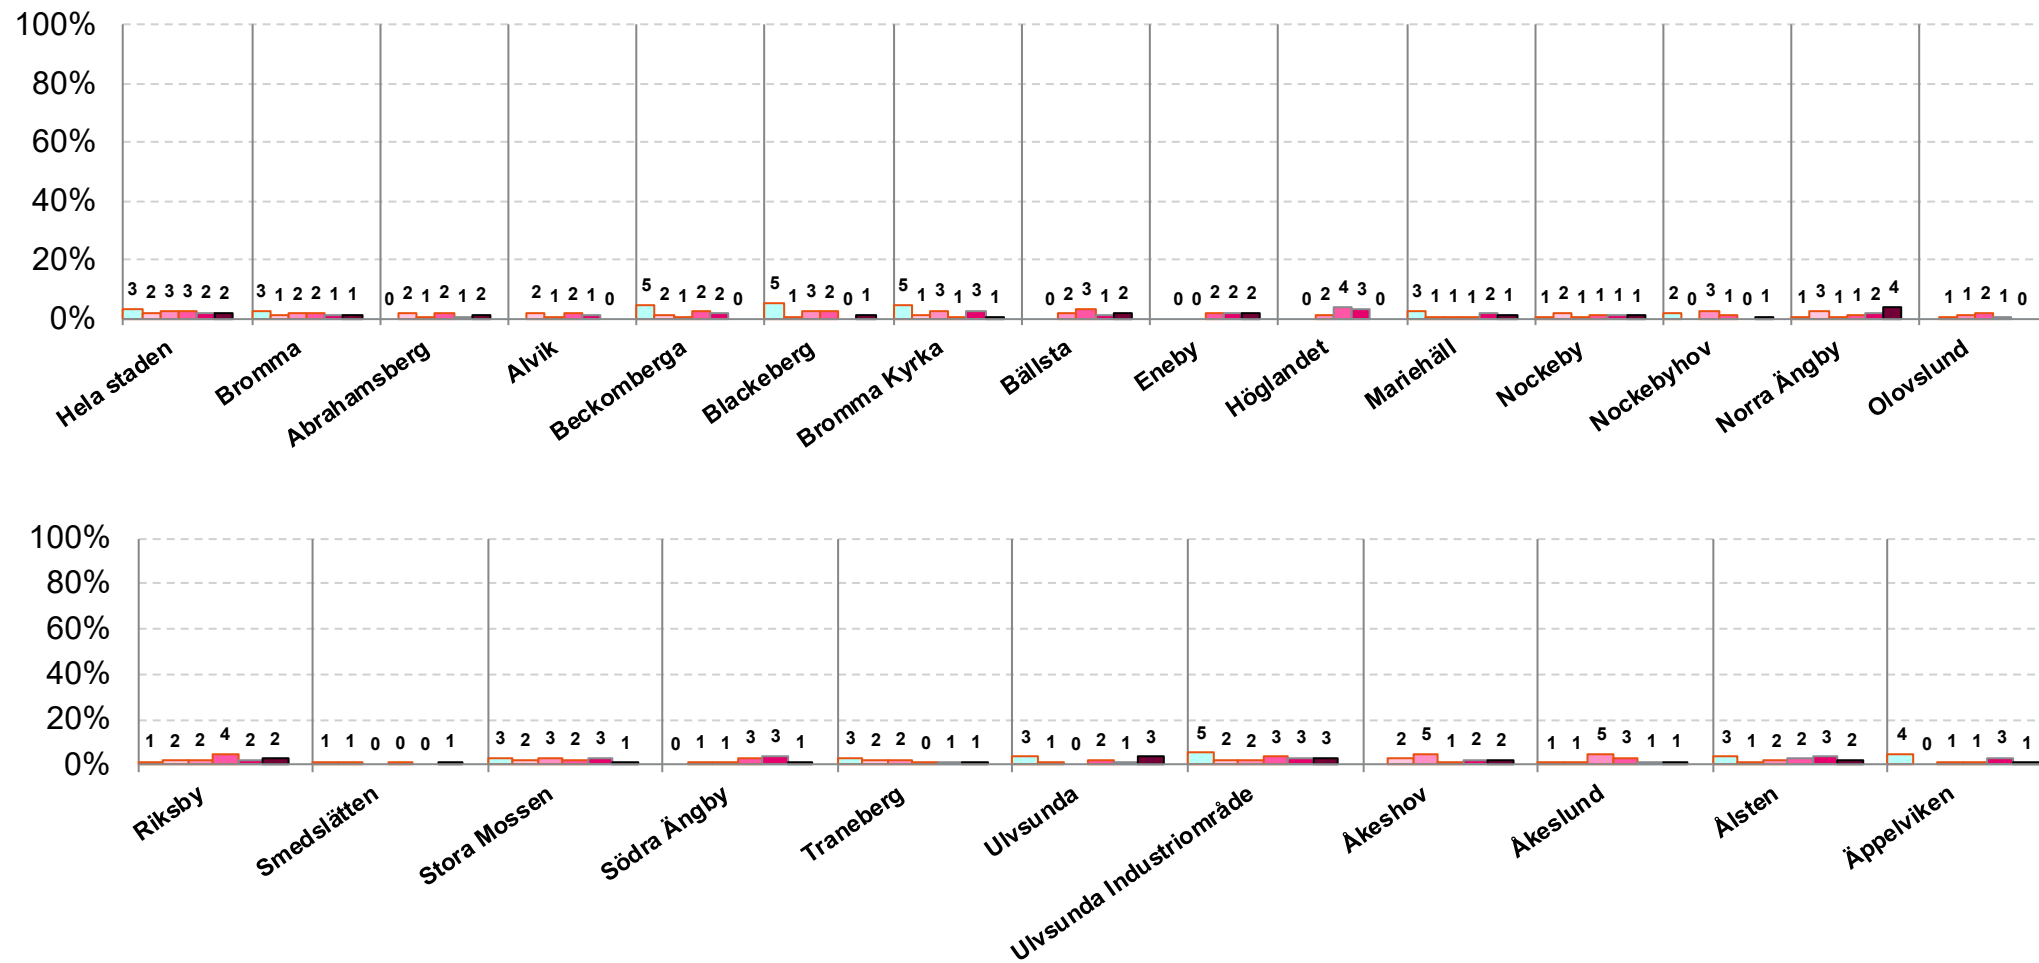 100%
80%
60%
40%
20%
0%
3 2 3 3 2 2
3 1 2 2 1 1
0 2 1 2 1 2
2 1 2 1 0
5 2 1 2 2 0
5 1 3 2 0 1
5 1 3 1 3 1
0 2 3 1 2
0 0 2 2 2
0 2 4 3 0
3 1 1 1 2 1
1 2 1 1 1 1
2 0 3 1 0 1
1 3 1 1 2 4
1 1 2 1 0
Hela staden
Bromma
Abrahamsberg
Alvik
Beckomberga
Blackeberg
Bromma Kyrka
Bällsta
Eneby
Höglandet
Mariehäll
Nockeby
Nockebyhov
Norra Ängby
Olovslund
100%
80%
60%
40%
20%
0%
1 2 2 4 2 2
1 1 0 0 0 1
3 2 3 2 3 1
0 1 1 3 3 1
3 2 2 0 1 1
3 1 0 2 1 3
5 2 2 3 3 3
2 5 1 2 2
1 1 5 3 1 1
3 1 2 2 3 2
4 0 1 1 3 1
Riksby
Smedslätten
Stora Mossen
Södra Ängby
Traneberg
Ulvsunda
Ulvsunda Industriområde
Åkeshov
Åkeslund
Ålsten
Äppelviken